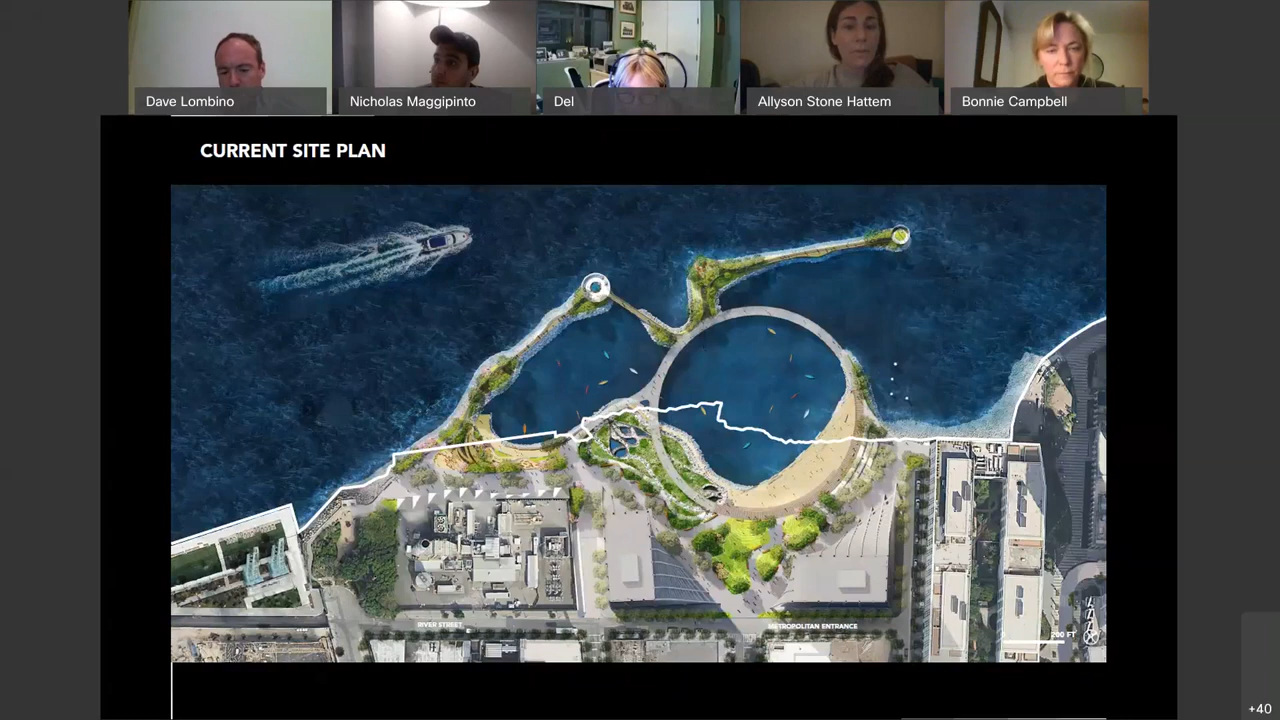 Dave Lombino
Nicholas Maggipinto
Del
Allyson Stone Hattem
Bonnie Campbell
CURRENT SITE PLAN
RIVER STREET
METROPOLITAN ENTRANCE
200 FT
+40